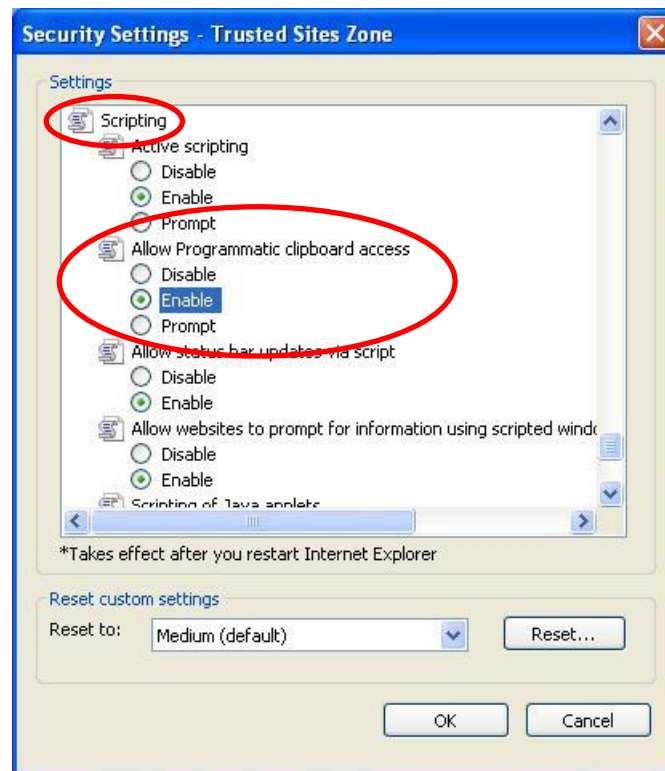 Security Settings - Trusted Sites Zone
Settings
Scripting
Active scripting
Disable
Enable
Prompt
Allow Programmatic clipboard access
Disable
Enable
Prompt
Allow status bar updates via script
Disable
Enable
Allow websites to prompt for information using scripted windo
Disable
Enable
Scripting of Java applets
*Takes effect after you restart Internet Explorer
Reset custom settings
Reset to: Medium (default) Reset...
OK Cancel